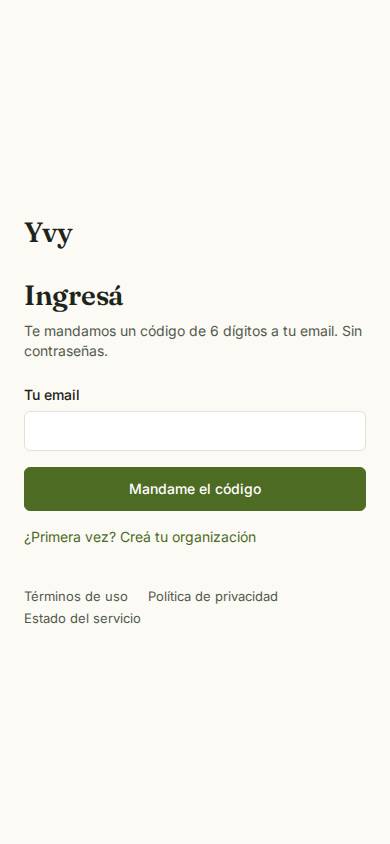 Yvy
Ingresá
Te mandamos un código de 6 dígitos a tu email. Sin
contraseñas.
Tu email
Mandame el código
¿Primera vez? Creá tu organización
Términos de uso Política de privacidad
Estado del servicio